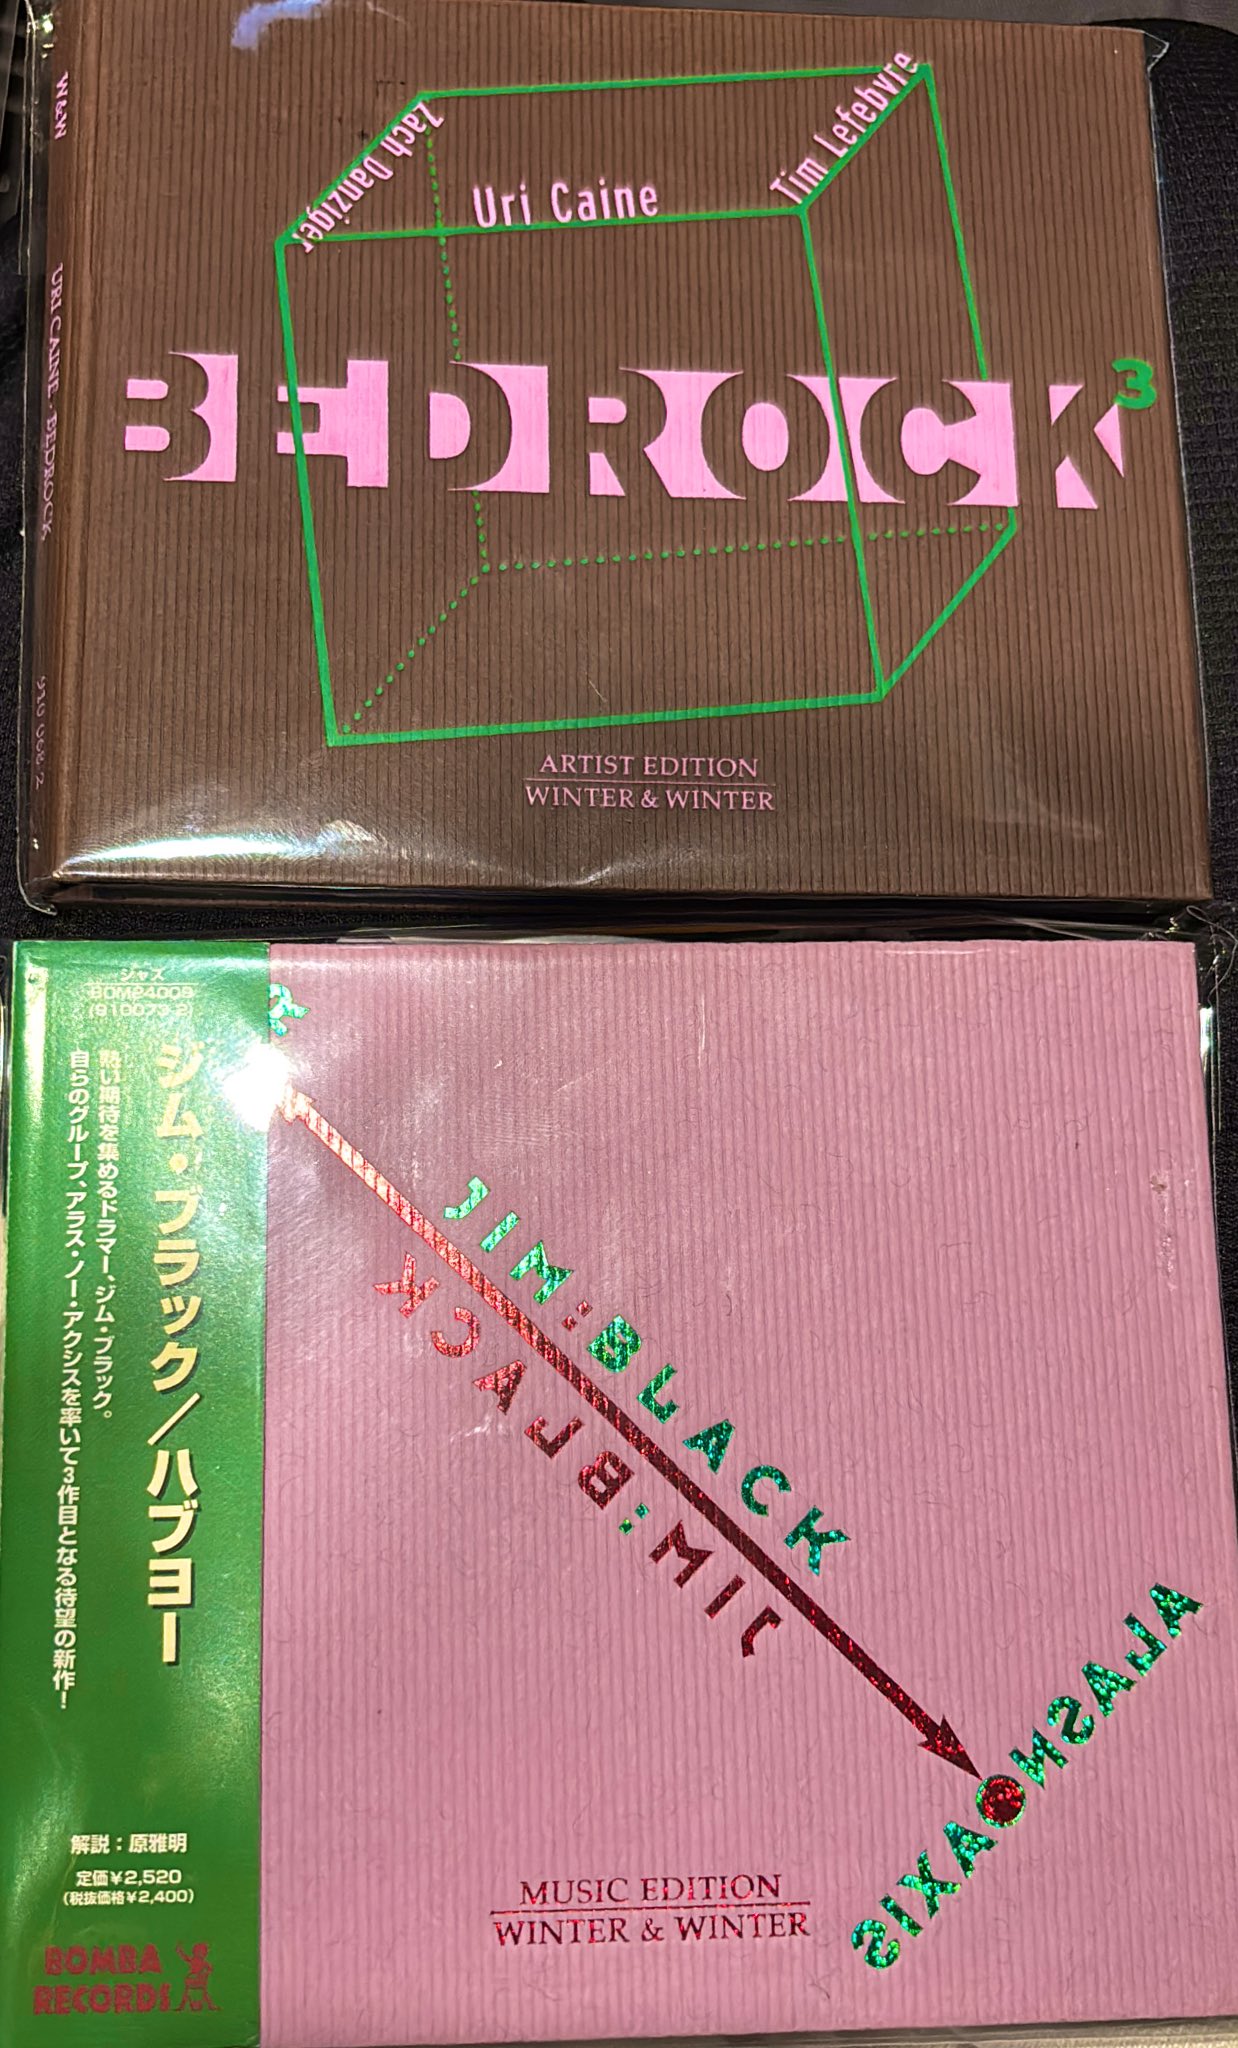 W&W
URI CAINE · BEDROCK
Zach Danziger
Uri Caine
Tim Lefebvre
BEDROCK3
ARTIST EDITION
WINTER & WINTER
ジャズ
BOM24009
(910073-2)
ジム・ブラック/ハブヨー
熱い期待を集めるドラマー、ジム・ブラック。
自らのグループ、アラス・ノー・アクシスを率いて3作目となる待望の新作!
解説:原雅明
定価¥2,520
(税抜価格¥2,400)
BOMBA
RECORDS
JIM:BLACK
JIM:BLACK
ALASNOAXIS
MUSIC EDITION
WINTER & WINTER